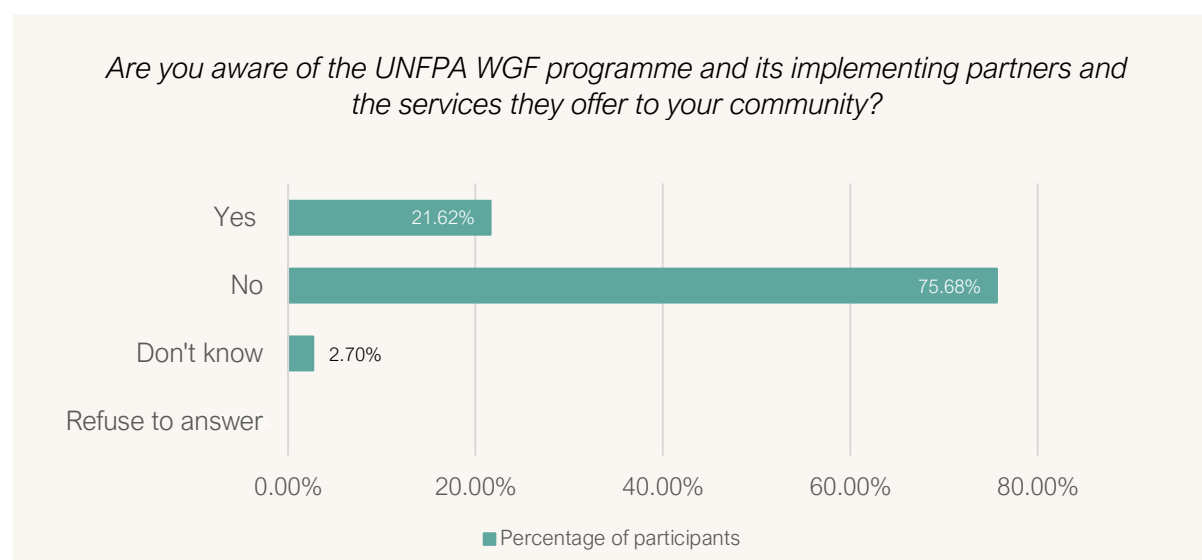 Are you aware of the UNFPA WGF programme and its implementing partners and
the services they offer to your community?
Yes
21.62%
No
75.68%
Don't know
2.70%
Refuse to answer
0.00%
20.00%
40.00%
60.00%
80.00%
Percentage of participants